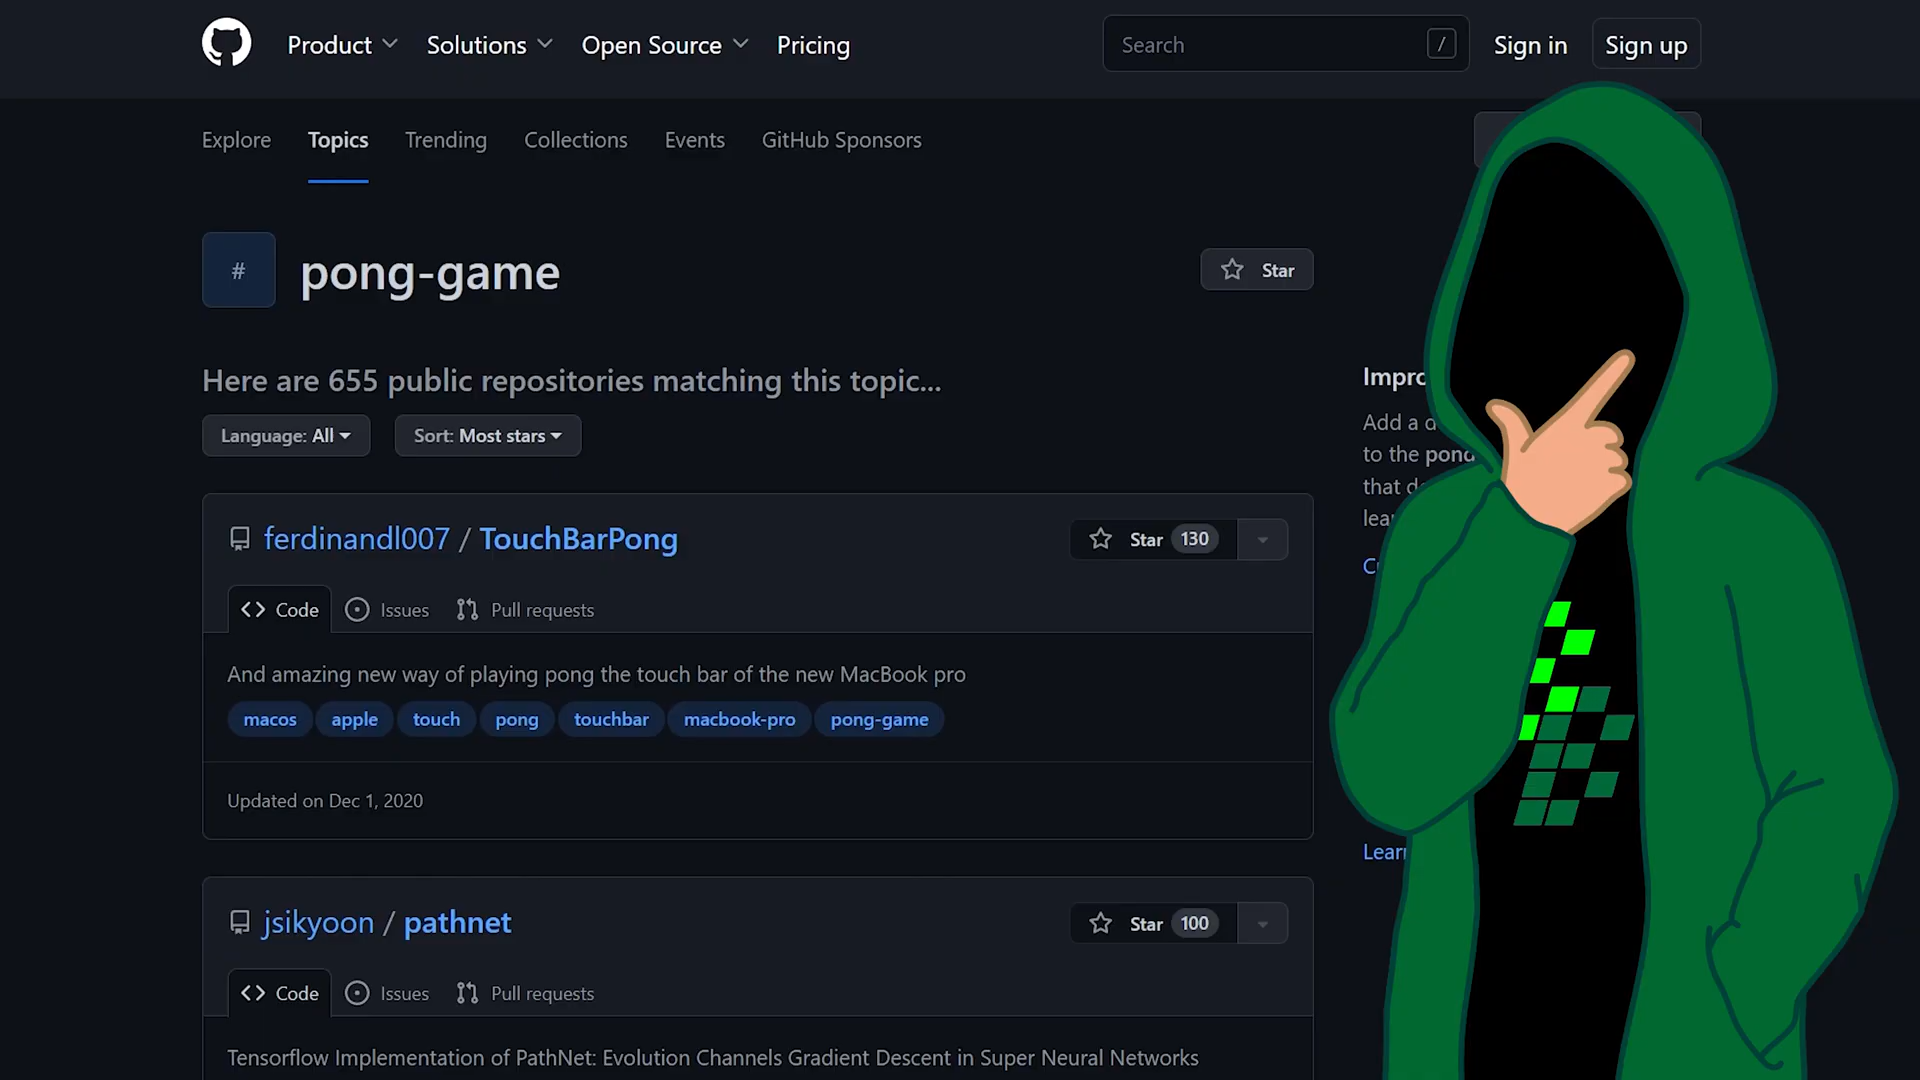 Product Solutions Open Source Pricing Search / Sign in Sign up
Explore Topics Trending Collections Events GitHub Sponsors
# pong-game Star
Here are 655 public repositories matching this topic...
Language: All Sort: Most stars
ferdinandl007 / TouchBarPong Star 130
Code Issues Pull requests
And amazing new way of playing pong the touch bar of the new MacBook pro
macos apple touch pong touchbar macbook-pro pong-game
Updated on Dec 1, 2020
jsikyoon / pathnet Star 100
Code Issues Pull requests
Tensorflow Implementation of PathNet: Evolution Channels Gradient Descent in Super Neural Networks
Add a
to the
that